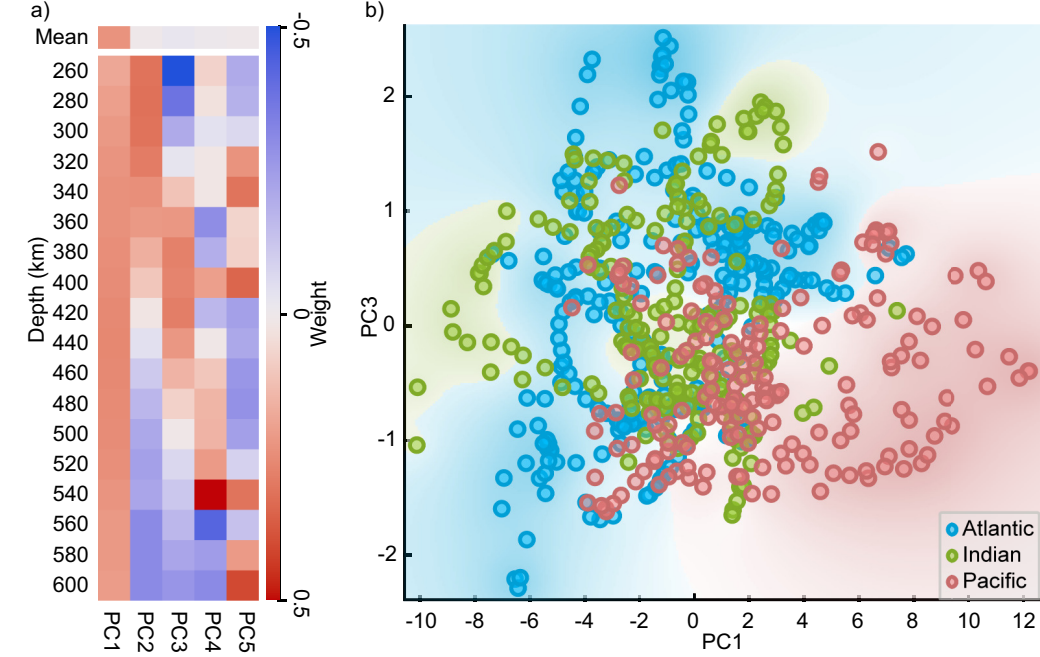 a)
Mean
260
280
300
320
340
360
380
400
420
440
460
480
500
520
540
560
580
600
Depth (km)
PC1
PC2
PC3
PC4
PC5
-0.5
0
0.5
Weight
b)
2
1
0
-1
-2
PC3
-10
-8
-6
-4
-2
0
2
4
6
8
10
12
PC1
Atlantic
Indian
Pacific